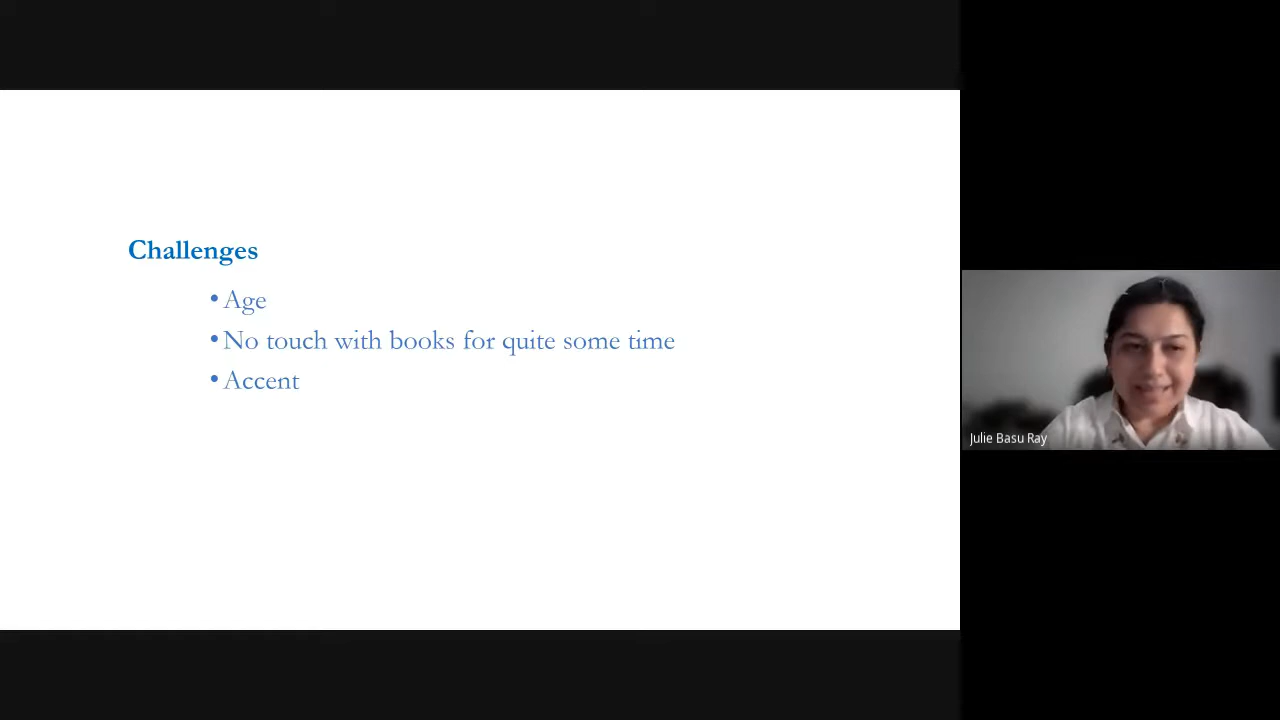 Challenges
• Age
• No touch with books for quite some time
• Accent
Julie Basu Ray